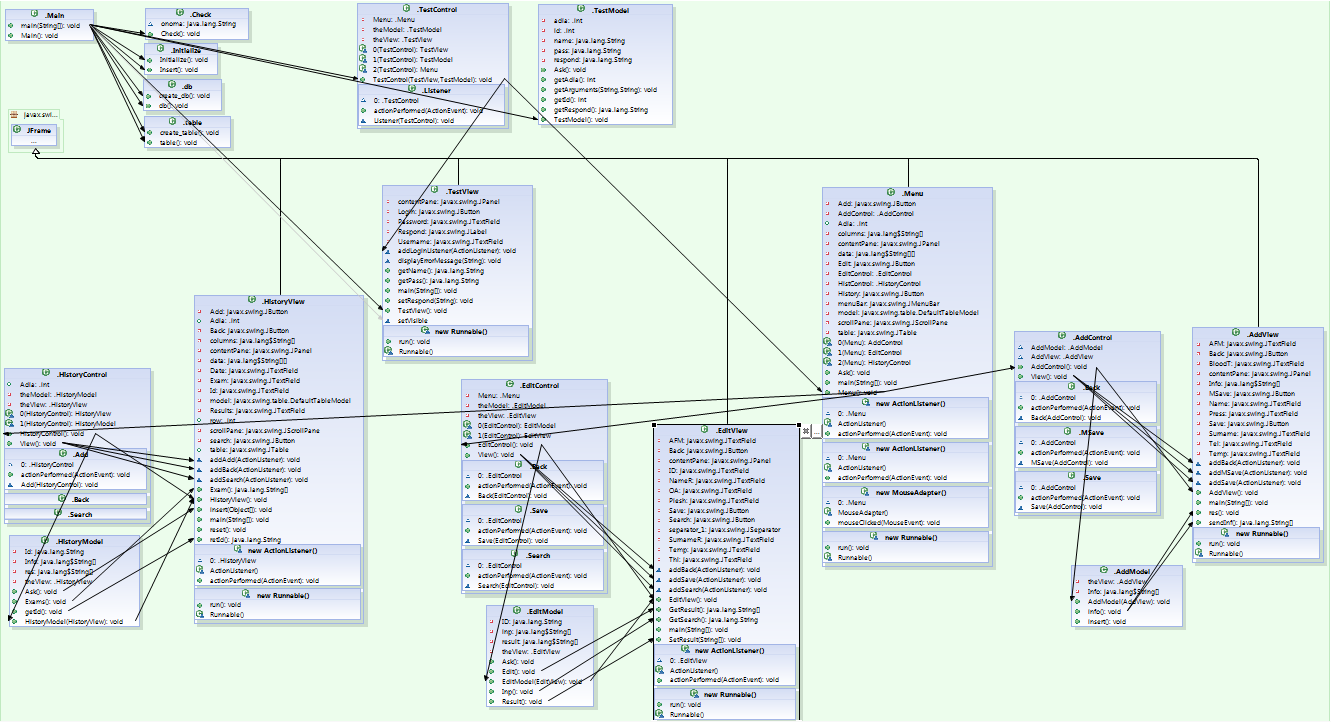 .Main
main(String[]): void
Main(): void
.Check
onoma: java.lang.String
Check(): void
.Initialize
Initialize(): void
Insert(): void
.db
create_db(): void
db(): void
.table
create_table(): void
table(): void
javax.swi...
JFrame
.TestControl
Menu: .Menu
theModel: .TestModel
theView: .TestView
0(TestControl): TestView
1(TestControl): TestModel
2(TestControl): Menu
TestControl(TestView,TestModel): void
.Listener
0: .TestControl
actionPerformed(ActionEvent): void
Listener(TestControl): void
.TestModel
adia: .int
id: .int
name: java.lang.String
pass: java.lang.String
respond: java.lang.String
Ask(): void
getAdia(): int
getArguments(String,String): void
getId(): int
getRespond(): java.lang.String
TestModel(): void
.TestView
contentPane: javax.swing.JPanel
Login: javax.swing.JButton
Password: javax.swing.JTextField
Respond: javax.swing.JLabel
Username: javax.swing.JTextField
addLoginListener(ActionListener): void
displayErrorMessage(String): void
getName(): java.lang.String
getPass(): java.lang.String
main(String[]): void
setRespond(String): void
TestView(): void
setVisible
new Runnable()
run(): void
Runnable()
.Menu
Add: javax.swing.JButton
AddControl: .AddControl
Adia: .int
columns: java.lang$String[]
contentPane: javax.swing.JPanel
data: java.lang$String[][]
Edit: javax.swing.JButton
EditControl: .EditControl
HistControl: .HistoryControl
History: javax.swing.JButton
menuBar: javax.swing.JMenuBar
model: javax.swing.table.DefaultTableModel
scrollPane: javax.swing.JScrollPane
table: javax.swing.JTable
0(Menu): AddControl
1(Menu): EditControl
2(Menu): HistoryControl
Ask(): void
main(String[]): void
Menu(): void
new ActionListener()
0: .Menu
ActionListener()
actionPerformed(ActionEvent): void
new ActionListener()
0: .Menu
ActionListener()
actionPerformed(ActionEvent): void
new MouseAdapter()
0: .Menu
MouseAdapter()
mouseClicked(MouseEvent): void
new Runnable()
run(): void
Runnable()
.HistoryView
Add: javax.swing.JButton
Adia: .int
Back: javax.swing.JButton
columns: java.lang$String[]
contentPane: javax.swing.JPanel
data: java.lang$String[][]
Date: javax.swing.JTextField
Exam: javax.swing.JTextField
Id: javax.swing.JTextField
model: javax.swing.table.DefaultTableModel
Results: javax.swing.JTextField
row: .int
scrollPane: javax.swing.JScrollPane
search: javax.swing.JButton
table: javax.swing.JTable
addAdd(ActionListener): void
addBack(ActionListener): void
addSearch(ActionListener): void
Exam(): java.lang.String[]
HistoryView(): void
insert(Object[]): void
main(String[]): void
reset(): void
retId(): java.lang.String
new ActionListener()
0: .HistoryView
ActionListener()
actionPerformed(ActionEvent): void
new Runnable()
run(): void
Runnable()
.HistoryControl
Adia: .int
theModel: .HistoryModel
theView: .HistoryView
0(HistoryControl): HistoryView
1(HistoryControl): HistoryModel
HistoryControl(): void
View(): void
.Add
0: .HistoryControl
actionPerformed(ActionEvent): void
Add(HistoryControl): void
.Back
.Search
.HistoryModel
Id: java.lang.String
Info: java.lang$String[]
res: java.lang$String[]
theView: .HistoryView
Ask(): void
Exams(): void
getId(): void
HistoryModel(HistoryView): void
.EditControl
Menu: .Menu
theModel: .EditModel
theView: .EditView
0(EditControl): EditModel
1(EditControl): EditView
EditControl(): void
View(): void
.Back
0: .EditControl
actionPerformed(ActionEvent): void
Back(EditControl): void
.Save
0: .EditControl
actionPerformed(ActionEvent): void
Save(EditControl): void
.Search
0: .EditControl
actionPerformed(ActionEvent): void
Search(EditControl): void
.EditModel
ID: java.lang.String
inp: java.lang$String[]
result: java.lang$String[]
theView: .EditView
Ask(): void
Edit(): void
EditModel(EditView): void
Inp(): void
Result(): void
.EditView
AFM: javax.swing.JTextField
Back: javax.swing.JButton
contentPane: javax.swing.JPanel
ID: javax.swing.JTextField
NameR: javax.swing.JTextField
OA: javax.swing.JTextField
Piesh: javax.swing.JTextField
Save: javax.swing.JButton
Search: javax.swing.JButton
separator_1: javax.swing.JSeparator
SurnameR: javax.swing.JTextField
Temp: javax.swing.JTextField
Thl: javax.swing.JTextField
addBack(ActionListener): void
addSave(ActionListener): void
addSearch(ActionListener): void
EditView(): void
GetResult(): java.lang.String[]
GetSearch(): java.lang.String
main(String[]): void
SetResult(String[]): void
new ActionListener()
0: .EditView
ActionListener()
actionPerformed(ActionEvent): void
new Runnable()
run(): void
Runnable()
.AddControl
AddModel: .AddModel
AddView: .AddView
AddControl(): void
View(): void
.Back
0: .AddControl
actionPerformed(ActionEvent): void
Back(AddControl): void
.MSave
0: .AddControl
actionPerformed(ActionEvent): void
MSave(AddControl): void
.Save
0: .AddControl
actionPerformed(ActionEvent): void
Save(AddControl): void
.AddModel
theView: .AddView
Info: java.lang$String[]
AddModel(AddView): void
Info(): void
Insert(): void
.AddView
AFM: javax.swing.JTextField
Back: javax.swing.JButton
BloodT: javax.swing.JTextField
contentPane: javax.swing.JPanel
Info: java.lang$String[]
MSave: javax.swing.JButton
Name: javax.swing.JTextField
Press: javax.swing.JTextField
Save: javax.swing.JButton
Surname: javax.swing.JTextField
Tel: javax.swing.JTextField
Temp: javax.swing.JTextField
addBack(ActionListener): void
addMSave(ActionListener): void
addSave(ActionListener): void
AddView(): void
main(String[]): void
res(): void
sendInf(): java.lang.String[]
new Runnable()
run(): void
Runnable()